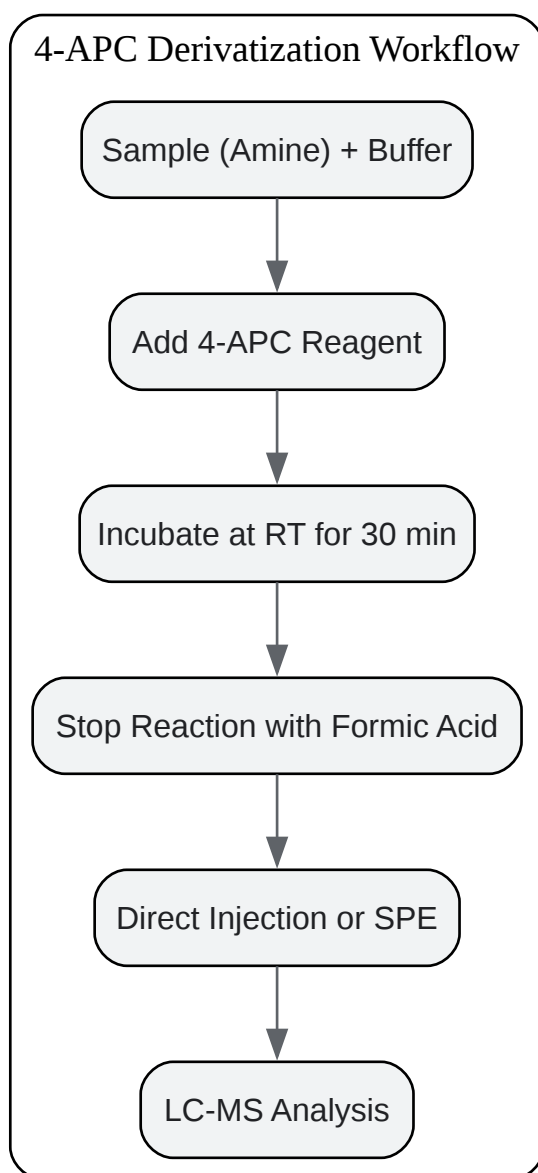 4-APC Derivatization Workflow
Sample (Amine) + Buffer
Add 4-APC Reagent
Incubate at RT for 30 min
Stop Reaction with Formic Acid
Direct Injection or SPE
LC-MS Analysis